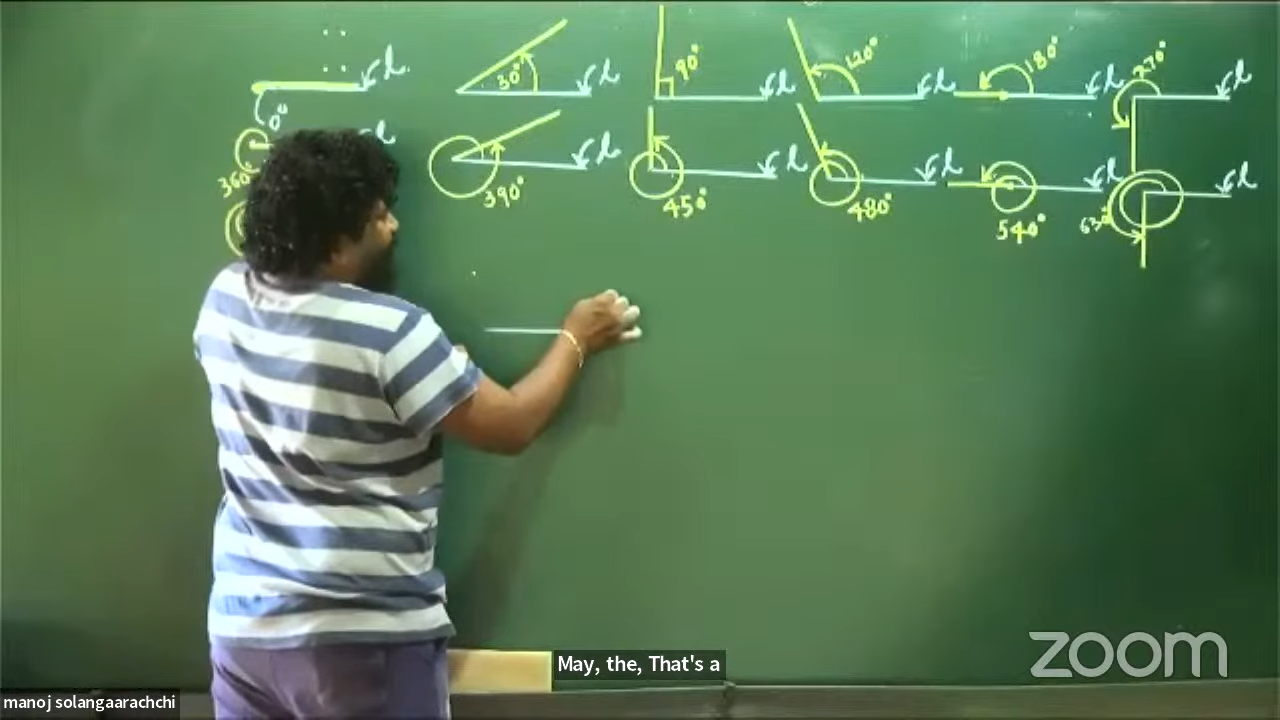 l. l l l l l
0° 30° 90° 120° 180° 270°
l l l l l l
360° 390° 450° 480° 540° 630°
May, the, That's a
zoom
manoj solangaarachchi